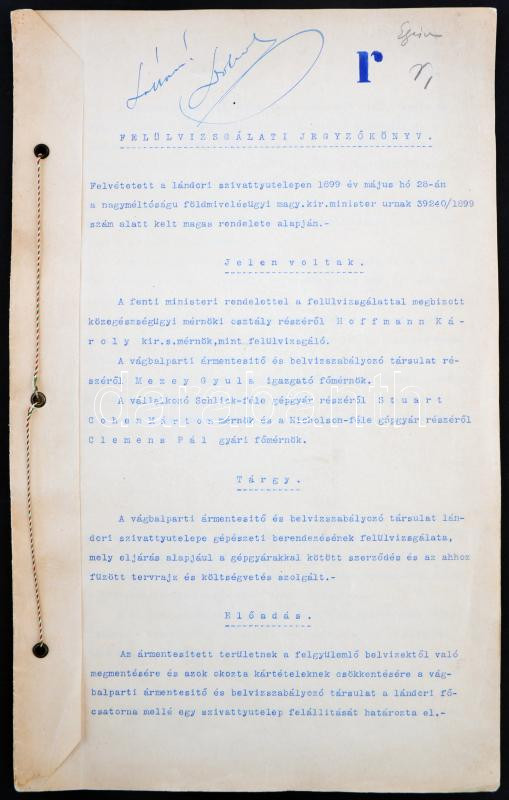 Láttam!
r
FELÜLVIZSGÁLATI JEGYZŐKÖNYV.
Felvétetett a lándori szivattyutelepen 1899 év május hó 28-án
a nagyméltóságu földmivelésügyi magy.kir.minister urnak 39240/1899
szám alatt kelt magas rendelete alapján.-
Jelen voltak.
A fenti ministeri rendelettel a felülvizsgálattal megbizott
közegészségügyi mérnöki osztály részéről Hoffmann Ká-
roly kir.s.mérnök,mint felülvizsgáló.
A vágbalparti ármentesitő és belvizszabályozó társulat ré-
széről Mezey Gyula igazgató főmérnök.
A vállalkozó Schlick-féle gépgyár részéről Stuart
Cohen Márton mérnök és a Nicholson-féle gépgyár részéről
Clemens Pál gyári főmérnök.
Tárgy.
A vágbalparti ármentesitő és belvizszabályozó társulat lán-
dori szivattyutelepe gépészeti berendezésének felülvizsgálata,
mely eljárás alapjául a gépgyárakkal kötött szerződés és az ahhoz
fűzött tervrajz és költségvetés szolgált.-
Előadás.
Az ármentesitett területnek a felgyülemlő belvizektől való
megmentésére és azok okozta kártételeknek csökkentésére a vág-
balparti ármentesitő és belvizszabályozó társulat a lándori fő-
csatorna mellé egy szivattyutelep felállitását határozta el.-
darabanth